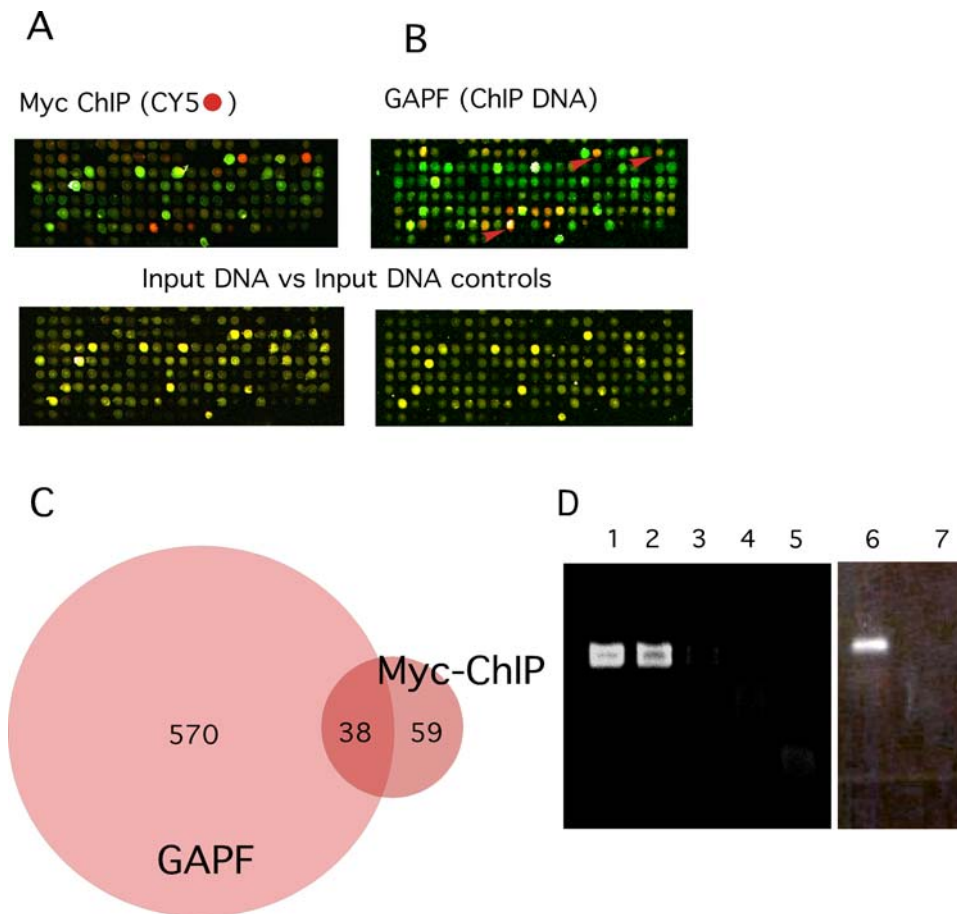 A
B
Myc ChIP (CY5 )
GAPF (ChIP DNA)
Input DNA vs Input DNA controls
C
D
1 2 3 4 5 6 7
Myc-ChIP
570
38
59
GAPF